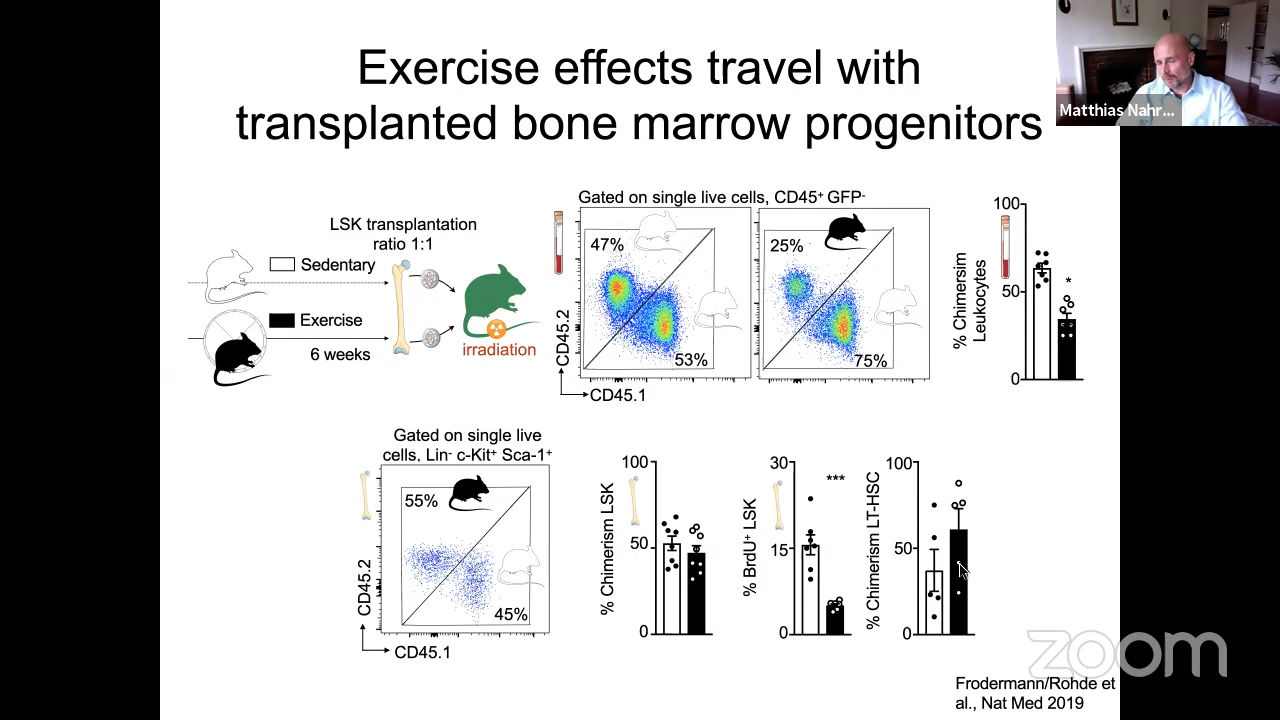 Exercise effects travel with
transplanted bone marrow progenitors
Matthias Nahr...
LSK transplantation
ratio 1:1
Sedentary
Exercise
6 weeks
irradiation
Gated on single live cells, CD45+ GFP-
47%
53%
25%
75%
CD45.2
CD45.1
% Chimersim
Leukocytes
100
50
0
*
Gated on single live
cells, Lin- c-Kit+ Sca-1+
55%
45%
CD45.2
CD45.1
% Chimerism LSK
100
50
0
% BrdU+ LSK
30
15
0
***
% Chimerism LT-HSC
100
50
0
zoom
Frodermann/Rohde et
al., Nat Med 2019